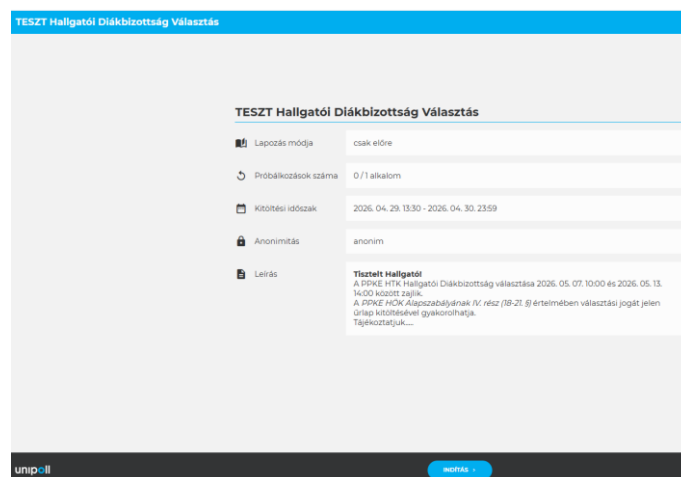 TESZT Hallgatói Diákbizottság Választás
TESZT Hallgatói Diákbizottság Választás
Lapozás módja csak előre
Próbálkozások száma 0 / 1 alkalom
Kitöltési időszak 2026. 04. 29. 13:30 - 2026. 04. 30. 23:59
Anonimitás anonim
Leírás Tisztelt Hallgató!
A PPKE HTK Hallgatói Diákbizottság választása 2026. 05. 07. 10:00 és 2026. 05. 13.
14:00 között zajlik.
A PPKE HÖK Alapszabályának IV. rész (18-21. §) értelmében választási jogát jelen
űrlap kitöltésével gyakorolhatja.
Tájékoztatjuk.....
unipoll INDÍTÁS ›